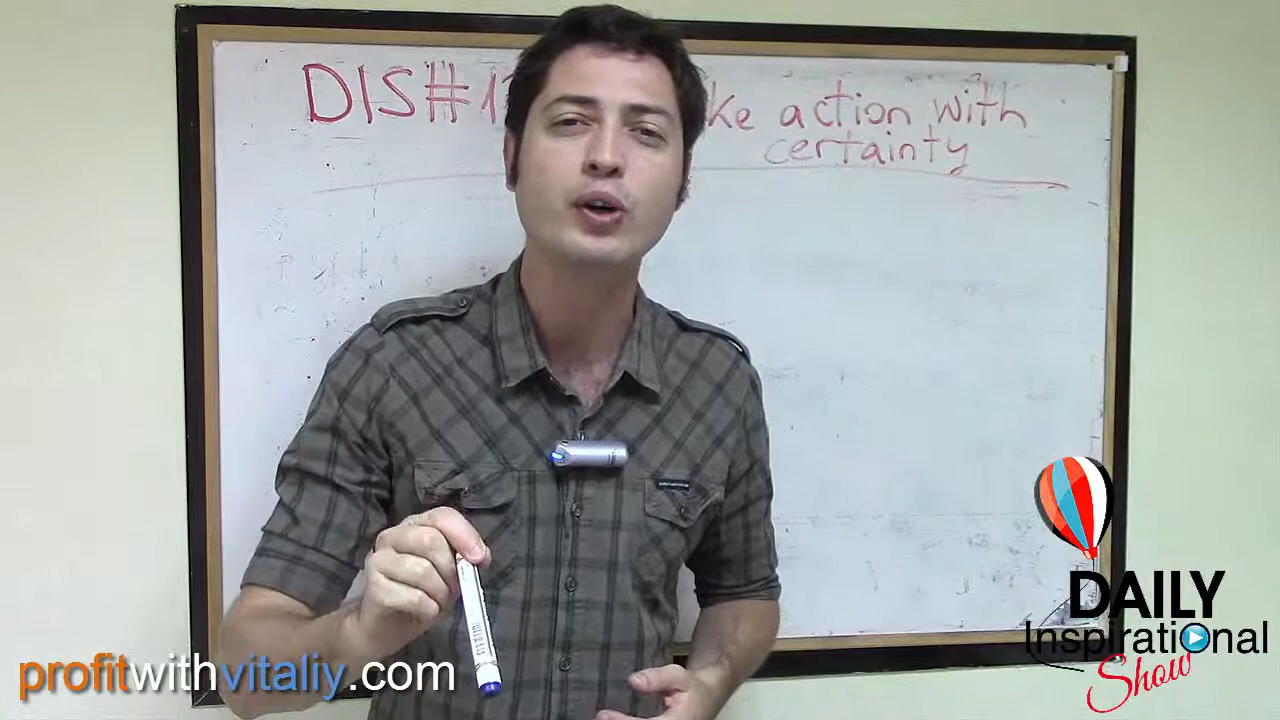 DIS#1
ke action with
certainty
profitwithvitaliy.com
DAILY
Inspirational
Show